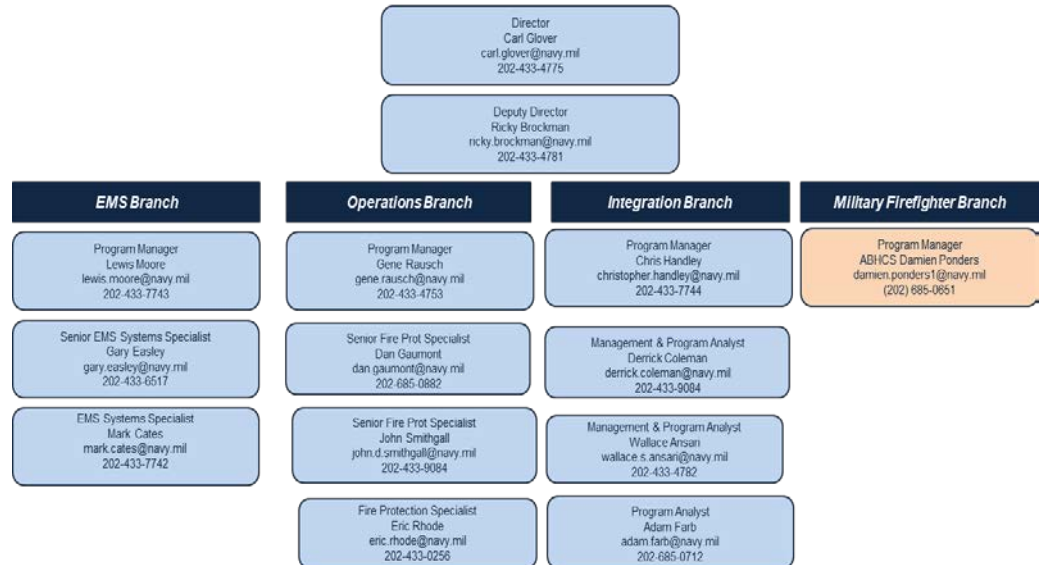 Director
Carl Glover
carl.glover@navy.mil
202-433-4775
Deputy Director
Ricky Brockman
ricky.brockman@navy.mil
202-433-4781
EMS Branch
Program Manager
Lewis Moore
lewis.moore@navy.mil
202-433-7743
Senior EMS Systems Specialist
Gary Easley
gary.easley@navy.mil
202-433-6517
EMS Systems Specialist
Mark Cates
mark.cates@navy.mil
202-433-7742
Operations Branch
Program Manager
Gene Rausch
gene.rausch@navy.mil
202-433-4753
Senior Fire Prot Specialist
Dan Gaumont
dan.gaumont@navy.mil
202-685-0882
Senior Fire Prot Specialist
John Smithgall
john.d.smithgall@navy.mil
202-433-9084
Fire Protection Specialist
Eric Rhode
eric.rhode@navy.mil
202-433-0256
Integration Branch
Program Manager
Chris Handley
christopher.handley@navy.mil
202-433-7744
Management & Program Analyst
Derrick Coleman
derrick.coleman@navy.mil
202-433-9084
Management & Program Analyst
Wallace Ansari
wallace.s.ansari@navy.mil
202-433-4782
Program Analyst
Adam Farb
adam.farb@navy.mil
202-685-0712
Military Firefighter Branch
Program Manager
ABHCS Damien Ponders
damien.ponders1@navy.mil
(202) 685-0651